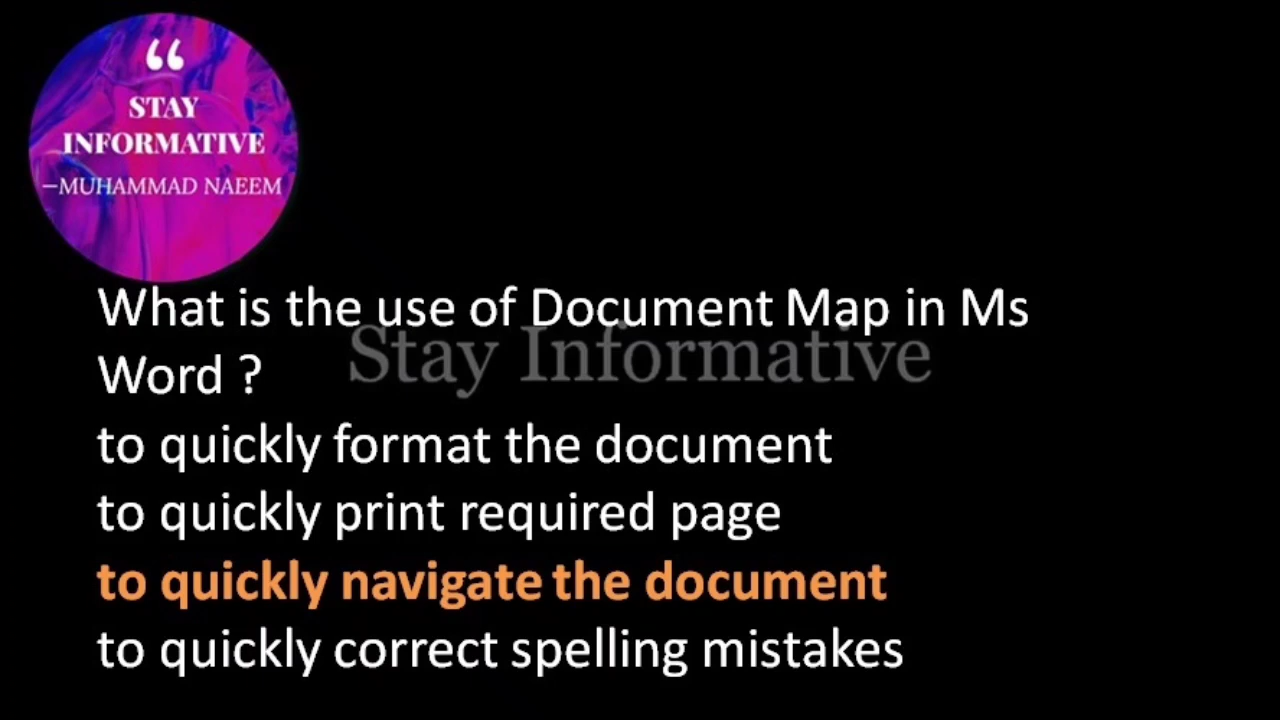 “
STAY
INFORMATIVE
—MUHAMMAD NAEEM
What is the use of Document Map in Ms
Word ?
Stay Informative
to quickly format the document
to quickly print required page
to quickly navigate the document
to quickly correct spelling mistakes